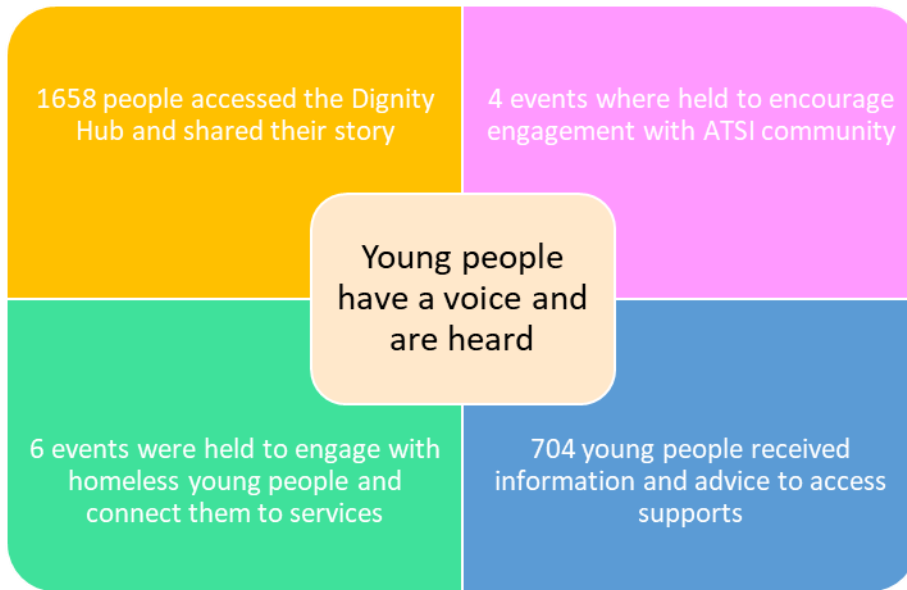 1658 people accessed the Dignity
Hub and shared their story
4 events where held to encourage
engagement with ATSI community
Young people
have a voice and
are heard
6 events were held to engage with
homeless young people and
connect them to services
704 young people received
information and advice to access
supports